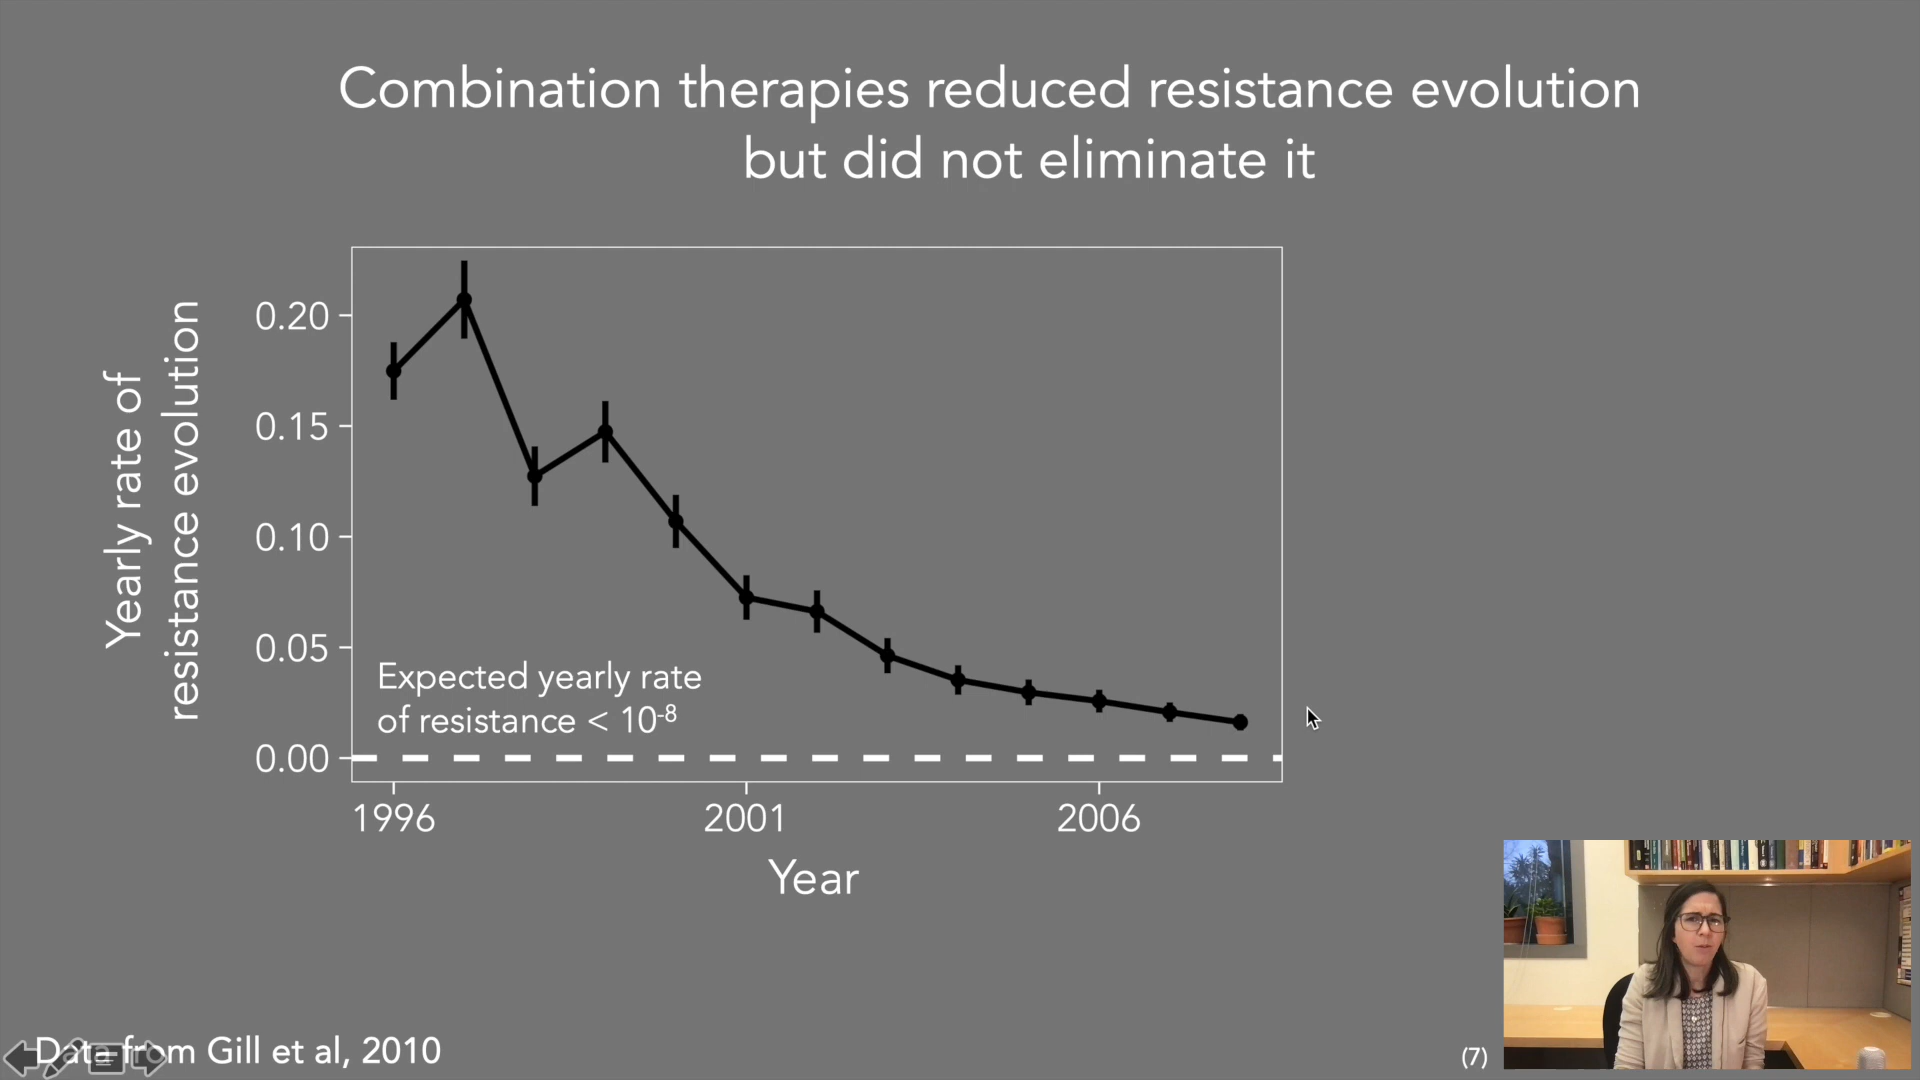 Combination therapies reduced resistance evolution
but did not eliminate it
Yearly rate of
resistance evolution
0.20
0.15
0.10
0.05
0.00
Expected yearly rate
of resistance < 10⁻⁸
1996
2001
2006
Year
Data from Gill et al, 2010
(7)